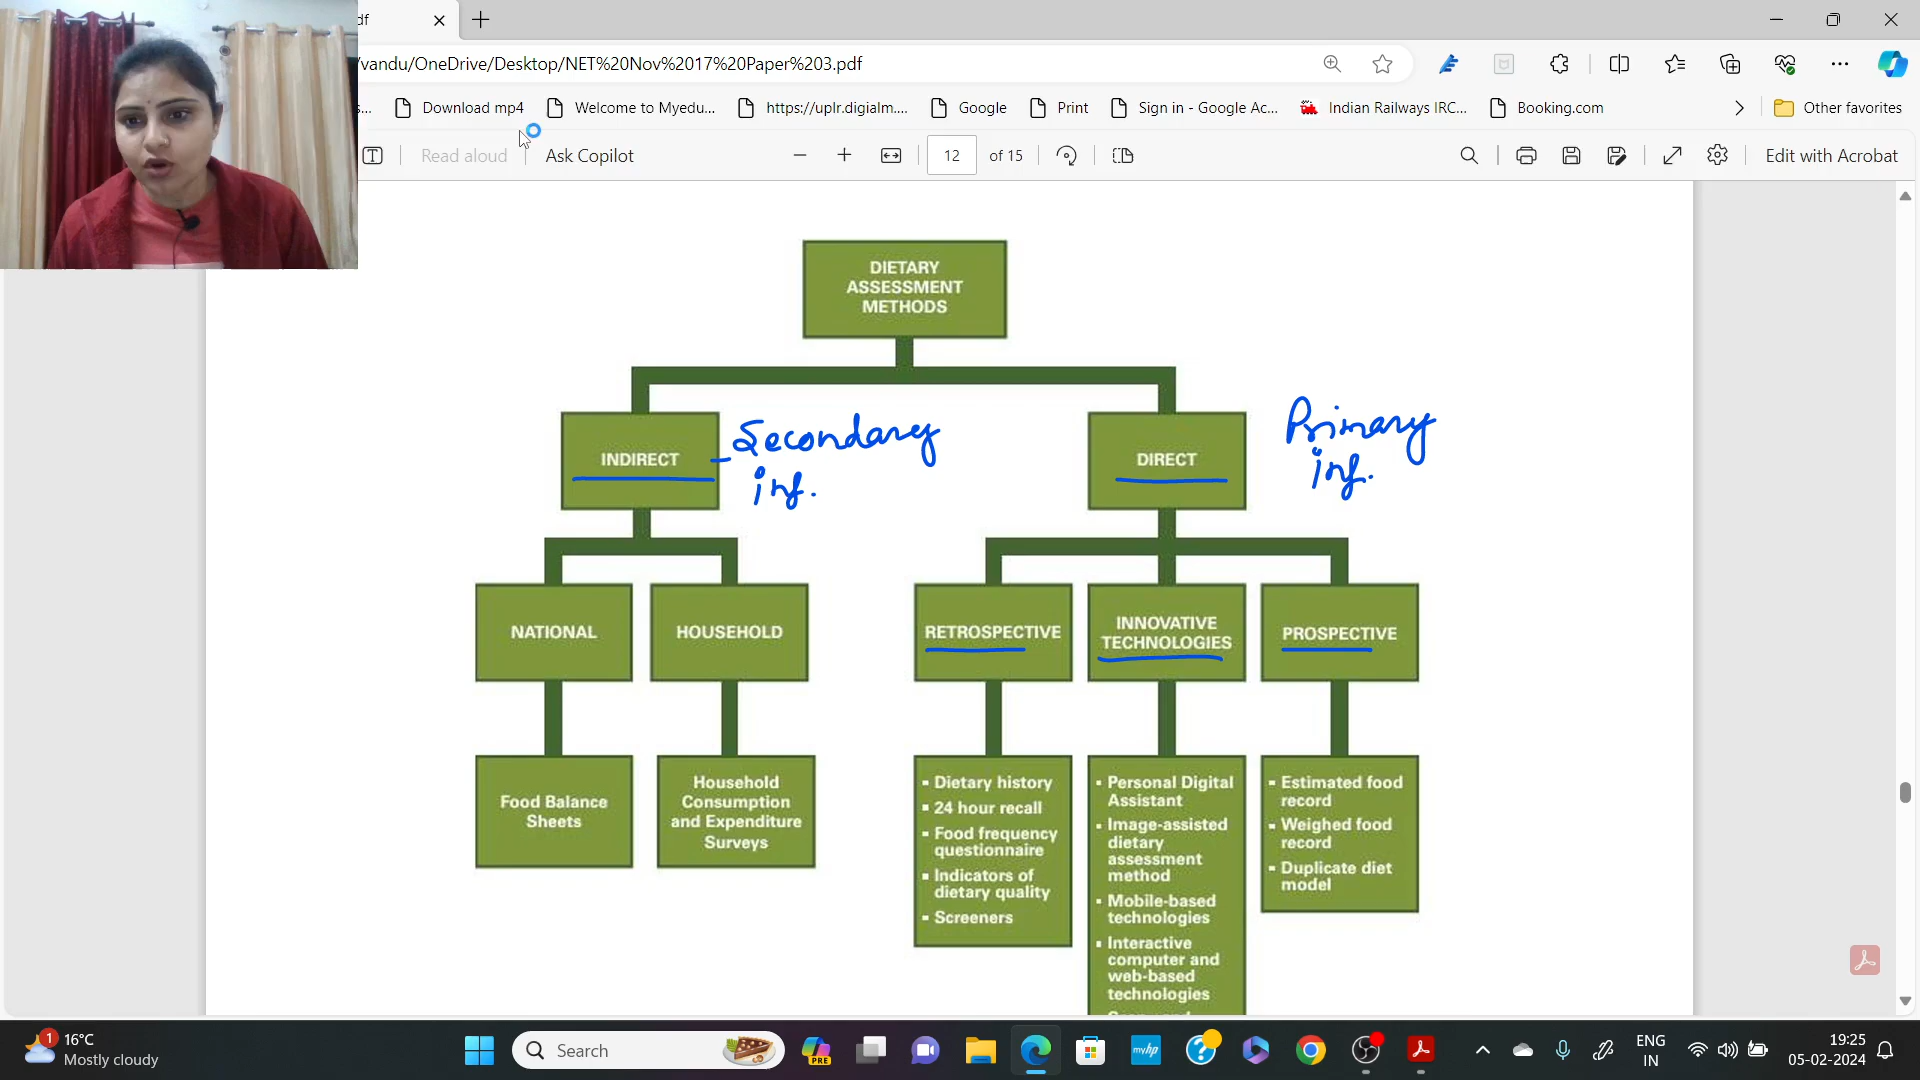 df
/vandu/OneDrive/Desktop/NET%20Nov%2017%20Paper%203.pdf
s...
Download mp4
Welcome to Myedu...
https://uplr.digialm....
Google
Print
Sign in - Google Ac...
Indian Railways IRC...
Booking.com
Other favorites
Read aloud
Ask Copilot
12
of 15
Edit with Acrobat
DIETARY
ASSESSMENT
METHODS
INDIRECT
Secondary
inf.
DIRECT
Primary
inf.
NATIONAL
HOUSEHOLD
RETROSPECTIVE
INNOVATIVE
TECHNOLOGIES
PROSPECTIVE
Food Balance
Sheets
Household
Consumption
and Expenditure
Surveys
▪ Dietary history
▪ 24 hour recall
▪ Food frequency
questionnaire
▪ Indicators of
dietary quality
▪ Screeners
▪ Personal Digital
Assistant
▪ Image-assisted
dietary
assessment
method
▪ Mobile-based
technologies
▪ Interactive
computer and
web-based
technologies
▪ Estimated food
record
▪ Weighed food
record
▪ Duplicate diet
model
1
16°C
Mostly cloudy
Search
PRE
myhp
ENG
IN
19:25
05-02-2024